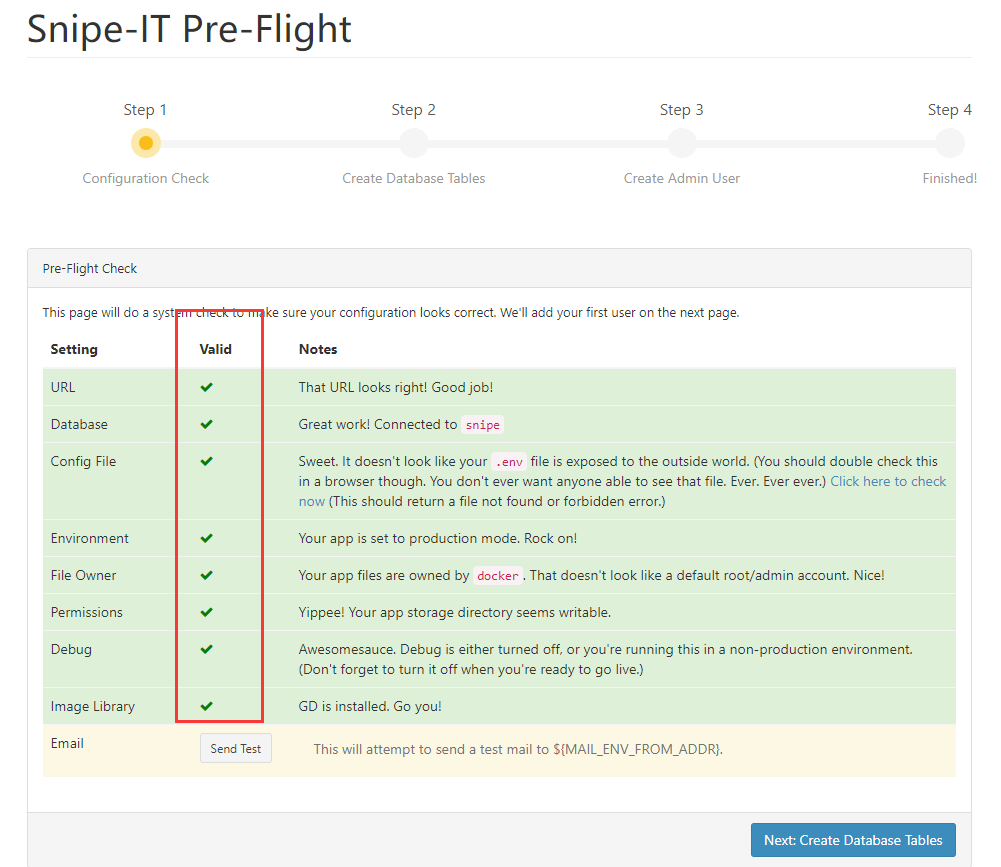 Snipe-IT Pre-Flight
Step 1 Step 2 Step 3 Step 4
Configuration Check Create Database Tables Create Admin User Finished!
Pre-Flight Check
This page will do a system check to make sure your configuration looks correct. We'll add your first user on the next page.
Setting Valid Notes
URL That URL looks right! Good job!
Database Great work! Connected to snipe
Config File Sweet. It doesn't look like your .env file is exposed to the outside world. (You should double check this
in a browser though. You don't ever want anyone able to see that file. Ever. Ever ever.) Click here to check
now (This should return a file not found or forbidden error.)
Environment Your app is set to production mode. Rock on!
File Owner Your app files are owned by docker. That doesn't look like a default root/admin account. Nice!
Permissions Yippee! Your app storage directory seems writable.
Debug Awesomesauce. Debug is either turned off, or you're running this in a non-production environment.
(Don't forget to turn it off when you're ready to go live.)
Image Library GD is installed. Go you!
Email Send Test This will attempt to send a test mail to ${MAIL_ENV_FROM_ADDR}.
Next: Create Database Tables